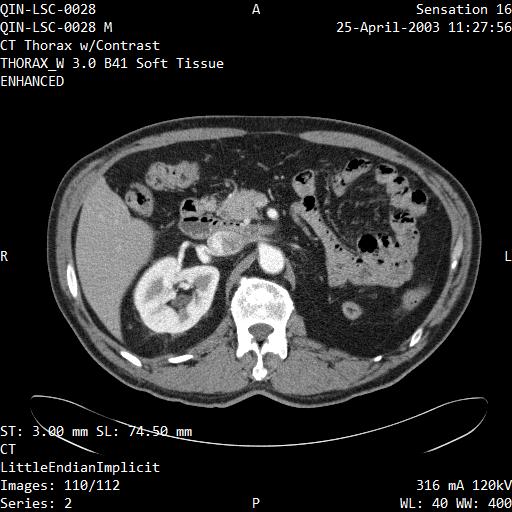 QIN-LSC-0028
A
Sensation 16
QIN-LSC-0028 M
25-April-2003 11:27:56
CT Thorax w/Contrast
THORAX_W 3.0 B41 Soft Tissue
ENHANCED
R
L
ST: 3.00 mm SL: 74.50 mm
CT
LittleEndianImplicit
Images: 110/112
316 mA 120kV
Series: 2
P
WL: 40 WW: 400